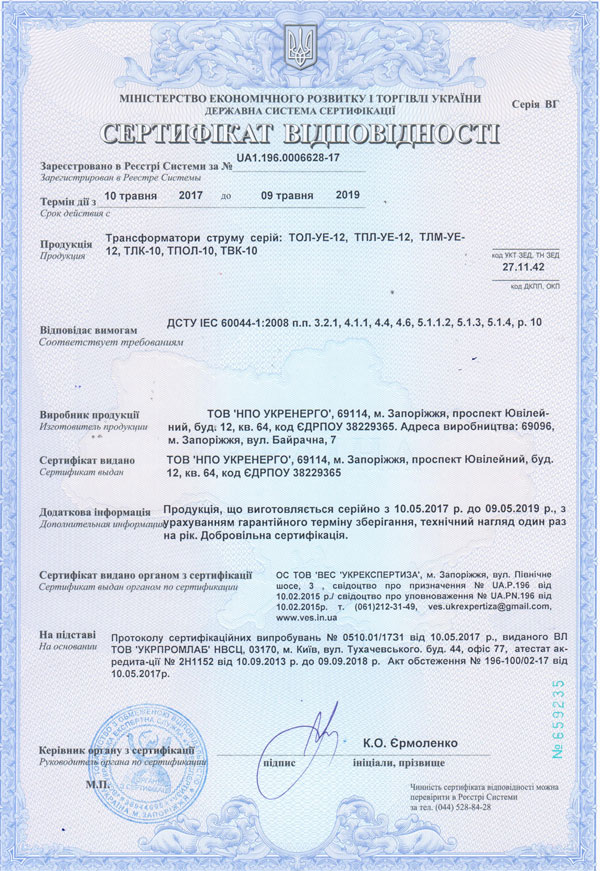 МІНІСТЕРСТВО ЕКОНОМІЧНОГО РОЗВИТКУ І ТОРГІВЛІ УКРАЇНИ
Серія ВГ
ДЕРЖАВНА СИСТЕМА СЕРТИФІКАЦІЇ
СЕРТИФІКАТ ВІДПОВІДНОСТІ
Зареєстровано в Реєстрі Системи за № UA1.196.0006628-17
Зарегистрирован в Реестре Системы
Термін дії з 10 травня 2017 до 09 травня 2019
Срок действия с
Продукція Трансформатори струму серій: ТОЛ-УЕ-12, ТПЛ-УЕ-12, ТЛМ-УЕ-
Продукция 12, ТЛК-10, ТПОЛ-10, ТВК-10
код УКТ ЗЕД, ТН ЗЕД
27.11.42
код ДКПП, ОКП
Відповідає вимогам ДСТУ IEC 60044-1:2008 п.п. 3.2.1, 4.1.1, 4.4, 4.6, 5.1.1.2, 5.1.3, 5.1.4, р. 10
Соответствует требованиям
Виробник продукції ТОВ 'НПО УКРЕНЕРГО', 69114, м. Запоріжжя, проспект Ювілей-
Изготовитель продукции ний, буд. 12, кв. 64, код ЄДРПОУ 38229365. Адреса виробництва: 69096,
м. Запоріжжя, вул. Байрачна, 7
Сертифікат видано ТОВ 'НПО УКРЕНЕРГО', 69114, м. Запоріжжя, проспект Ювілейний, буд.
Сертификат выдан 12, кв. 64, код ЄДРПОУ 38229365
Додаткова інформація Продукція, що виготовляється серійно з 10.05.2017 р. до 09.05.2019 р., з
Дополнительная информация урахуванням гарантійного терміну зберігання, технічний нагляд один раз
на рік. Добровільна сертифікація.
Сертифікат видано органом з сертифікації ОС ТОВ 'ВЕС 'УКРЕКСПЕРТИЗА', м. Запоріжжя, вул. Північне
Сертификат выдан органом по сертификации шосе, 3 , свідоцтво про призначення № UA.P.196 від
10.02.2015 р./ свідоцтво про уповноваження № UA.PN.196 від
10.02.2015р. т. (061)212-31-49, ves.ukrexpertiza@gmail.com,
www.ves.in.ua
На підставі Протоколу сертифікаційних випробувань № 0510.01/1731 від 10.05.2017 р., виданого ВЛ
На основании ТОВ 'УКРПРОМЛАБ' НВСЦ, 03170, м. Київ, вул. Тухачевського. буд. 44, офіс 77, атестат ак-
редита-ції № 2Н1152 від 10.09.2013 р. до 09.09.2018 р. Акт обстеження № 196-100/02-17 від
10.05.2017р.
№ 659235
Керівник органу з сертифікації К.О. Єрмоленко
Руководитель органа по сертификации підпис ініціали, прізвище
М.П.
Чинність сертифіката відповідності можна
перевірити в Реєстрі Системи
за тел. (044) 528-84-28